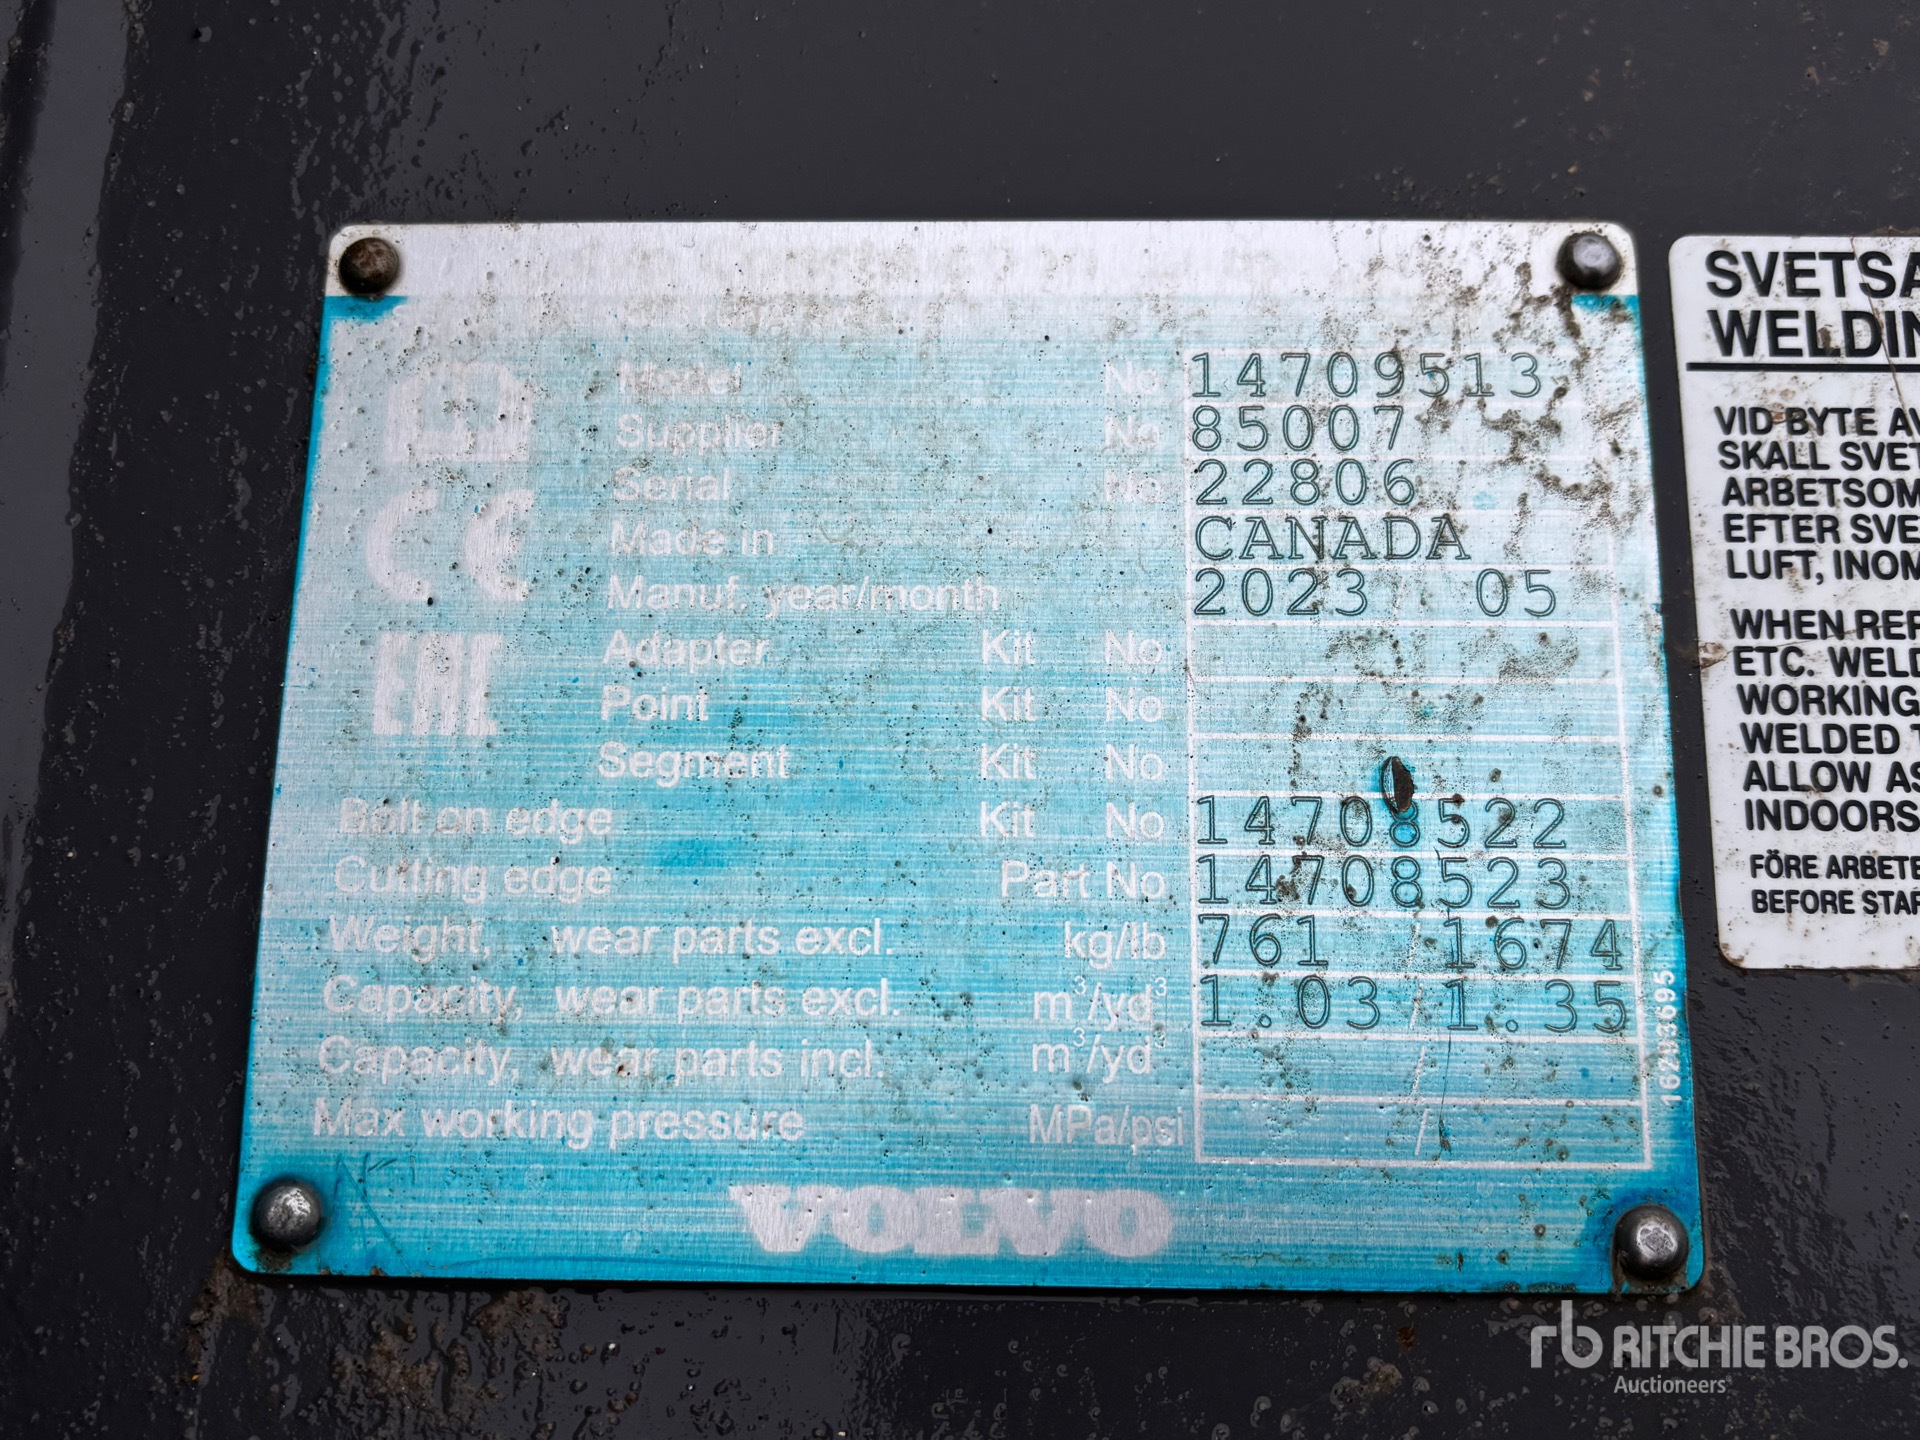 Model No 14709513
Supplier No 85007
Serial No 22806
Made in CANADA
CE
Manuf. year/month 2023 / 05
EAC
Adapter Kit No
Point Kit No
Segment Kit No
Bolt on edge Kit No 14708522
Cutting edge Part No 14708523
Weight, wear parts excl. kg/lb 761 / 1674
Capacity, wear parts excl. m³/yd³ 1.03 / 1.35
Capacity, wear parts incl. m³/yd³ /
Max working pressure MPa/psi /
VOLVO
16203695
SVETSA
WELDIN
VID BYTE AV
SKALL SVET
ARBETSOM
EFTER SVE
LUFT, INOM
WHEN REP
ETC. WELD
WORKING
WELDED T
ALLOW AS
INDOORS
FÖRE ARBETE
BEFORE STAR
rb RITCHIE BROS.
Auctioneers